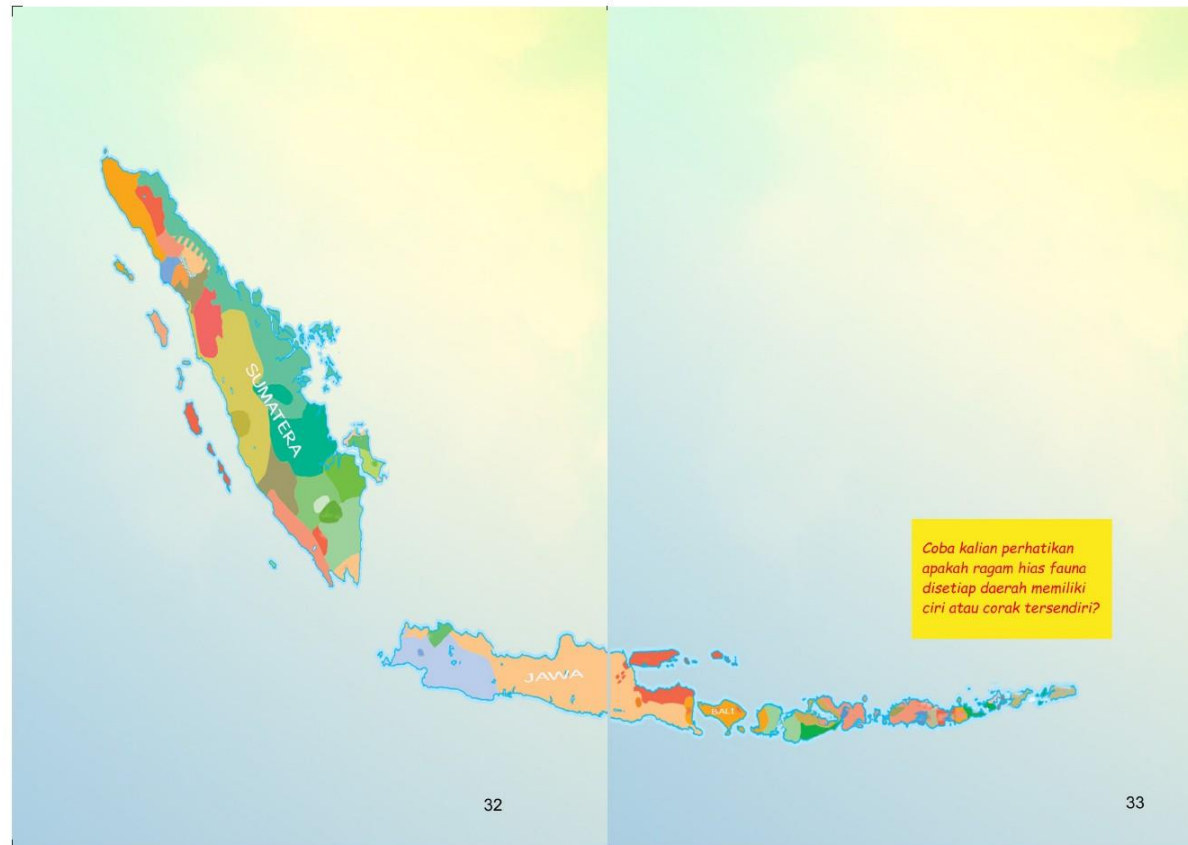 SUMATERA
JAWA
BALI
Coba kalian perhatikan
apakah ragam hias fauna
disetiap daerah memiliki
ciri atau corak tersendiri?
32
33